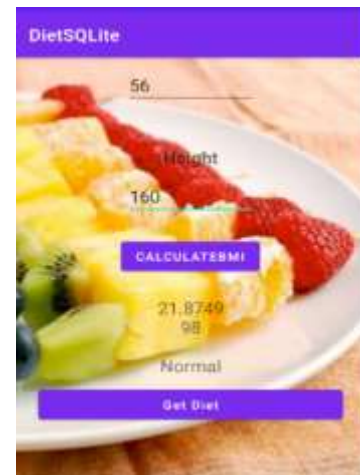 DietSQLite
56
Height
160
CALCULATEBMI
21.8749
98
Normal
Get Diet